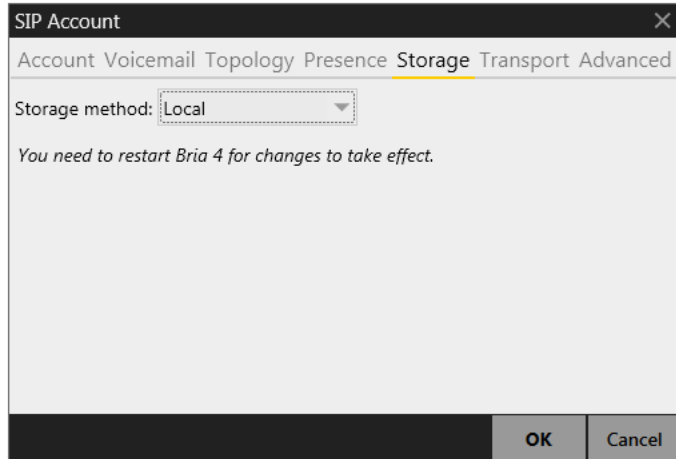 SIP Account
Account Voicemail Topology Presence Storage Transport Advanced
Storage method: Local
You need to restart Bria 4 for changes to take effect.
OK Cancel